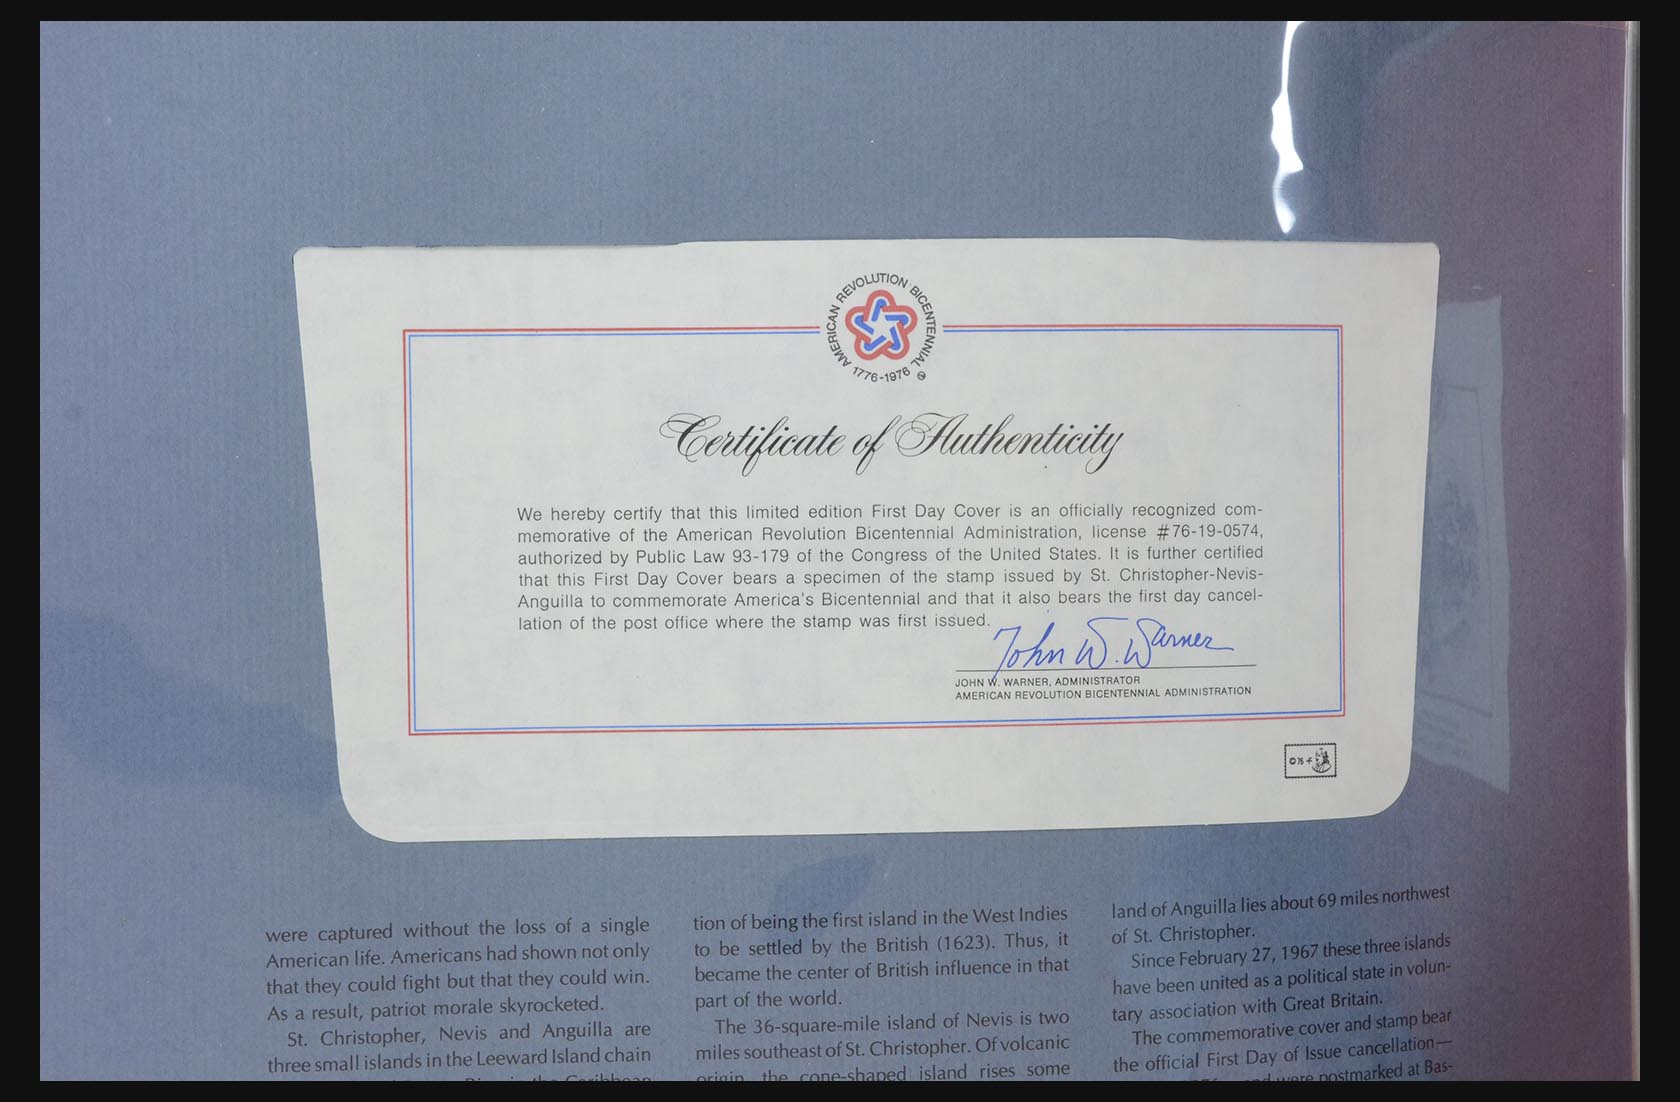 AMERICAN REVOLUTION BICENTENNIAL
1776-1976
Certificate of Authenticity
We hereby certify that this limited edition First Day Cover is an officially recognized com-
memorative of the American Revolution Bicentennial Administration, license #76-19-0574,
authorized by Public Law 93-179 of the Congress of the United States. It is further certified
that this First Day Cover bears a specimen of the stamp issued by St. Christopher-Nevis-
Anguilla to commemorate America's Bicentennial and that it also bears the first day cancel-
lation of the post office where the stamp was first issued.
John W. Warner
JOHN W. WARNER, ADMINISTRATOR
AMERICAN REVOLUTION BICENTENNIAL ADMINISTRATION
were captured without the loss of a single
American life. Americans had shown not only
that they could fight but that they could win.
As a result, patriot morale skyrocketed.
St. Christopher, Nevis and Anguilla are
three small islands in the Leeward Island chain
tion of being the first island in the West Indies
to be settled by the British (1623). Thus, it
became the center of British influence in that
part of the world.
The 36-square-mile island of Nevis is two
miles southeast of St. Christopher. Of volcanic
origin, the cone-shaped island rises some
land of Anguilla lies about 69 miles northwest
of St. Christopher.
Since February 27, 1967 these three islands
have been united as a political state in volun-
tary association with Great Britain.
The commemorative cover and stamp bear
the official First Day of Issue cancellation—
were postmarked at Bas-